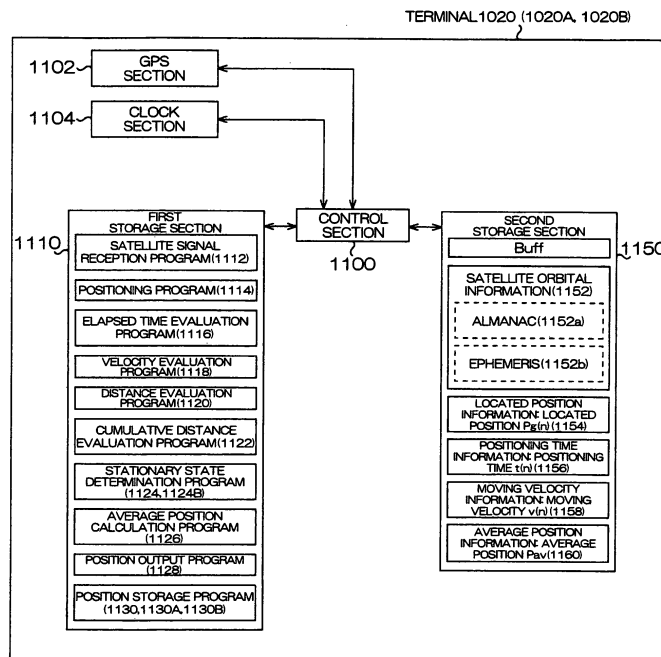 TERMINAL1020 (1020A, 1020B)
1102
GPS
SECTION
1104
CLOCK
SECTION
CONTROL
SECTION
1100
1110
FIRST
STORAGE SECTION
SATELLITE SIGNAL
RECEPTION PROGRAM(1112)
POSITIONING PROGRAM(1114)
ELAPSED TIME EVALUATION
PROGRAM(1116)
VELOCITY EVALUATION
PROGRAM(1118)
DISTANCE EVALUATION
PROGRAM(1120)
CUMULATIVE DISTANCE
EVALUATION PROGRAM(1122)
STATIONARY STATE
DETERMINATION PROGRAM
(1124,1124B)
AVERAGE POSITION
CALCULATION PROGRAM
(1126)
POSITION OUTPUT PROGRAM
(1128)
POSITION STORAGE PROGRAM
(1130,1130A,1130B)
SECOND
STORAGE SECTION
1150
Buff
SATELLITE ORBITAL
INFORMATION(1152)
ALMANAC(1152a)
EPHEMERIS(1152b)
LOCATED POSITION
INFORMATION: LOCATED
POSITION Pg(n)(1154)
POSITIONING TIME
INFORMATION: POSITIONING
TIME t(n)(1156)
MOVING VELOCITY
INFORMATION: MOVING
VELOCITY v(n)(1158)
AVERAGE POSITION
INFORMATION: AVERAGE
POSITION Pav(1160)